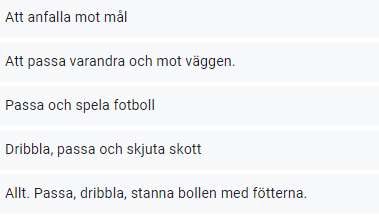 Att anfalla mot mål
Att passa varandra och mot väggen.
Passa och spela fotboll
Dribbla, passa och skjuta skott
Allt. Passa, dribbla, stanna bollen med fötterna.